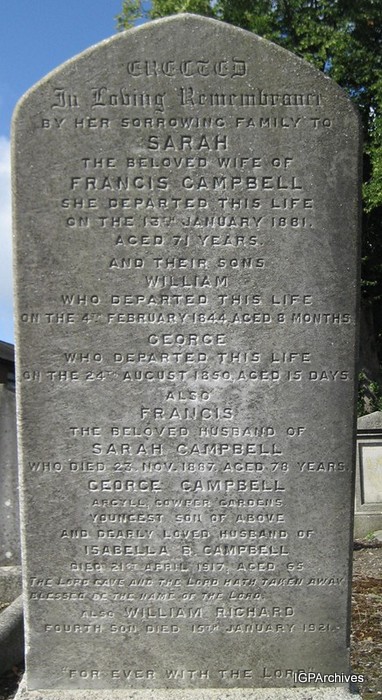 ERECTED
In Loving Remembrance
BY HER SORROWING FAMILY TO
SARAH
THE BELOVED WIFE OF
FRANCIS CAMPBELL
SHE DEPARTED THIS LIFE
ON THE 13TH JANUARY 1881,
AGED 71 YEARS.
AND THEIR SONS
WILLIAM
WHO DEPARTED THIS LIFE
ON THE 4TH FEBRUARY 1844, AGED 8 MONTHS
GEORGE
WHO DEPARTED THIS LIFE
ON THE 24TH AUGUST 1850, AGED 15 DAYS.
ALSO
FRANCIS
THE BELOVED HUSBAND OF
SARAH CAMPBELL
WHO DIED 23, NOV. 1887, AGED 78 YEARS.
GEORGE CAMPBELL
ARGYLL, COWPER GARDENS
YOUNGEST SON OF ABOVE
AND DEARLY LOVED HUSBAND OF
ISABELLA B. CAMPBELL
DIED 21ST APRIL 1917, AGED 65
THE LORD GAVE AND THE LORD HATH TAKEN AWAY
BLESSED BE THE NAME OF THE LORD.
ALSO WILLIAM RICHARD
FOURTH SON DIED 15TH JANUARY 1921.
"FOR EVER WITH THE LORD"
IGPArchives